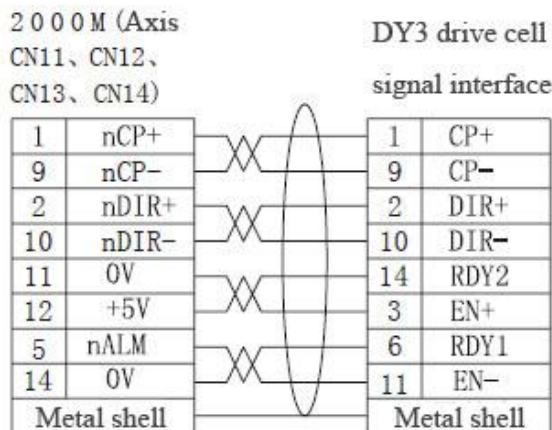 2000M (Axis
CN11、CN12、
CN13、CN14)
DY3 drive cell
signal interface
1 nCP+ 1 CP+
9 nCP- 9 CP-
2 nDIR+ 2 DIR+
10 nDIR- 10 DIR-
11 0V 14 RDY2
12 +5V 3 EN+
5 nALM 6 RDY1
14 0V 11 EN-
Metal shell Metal shell